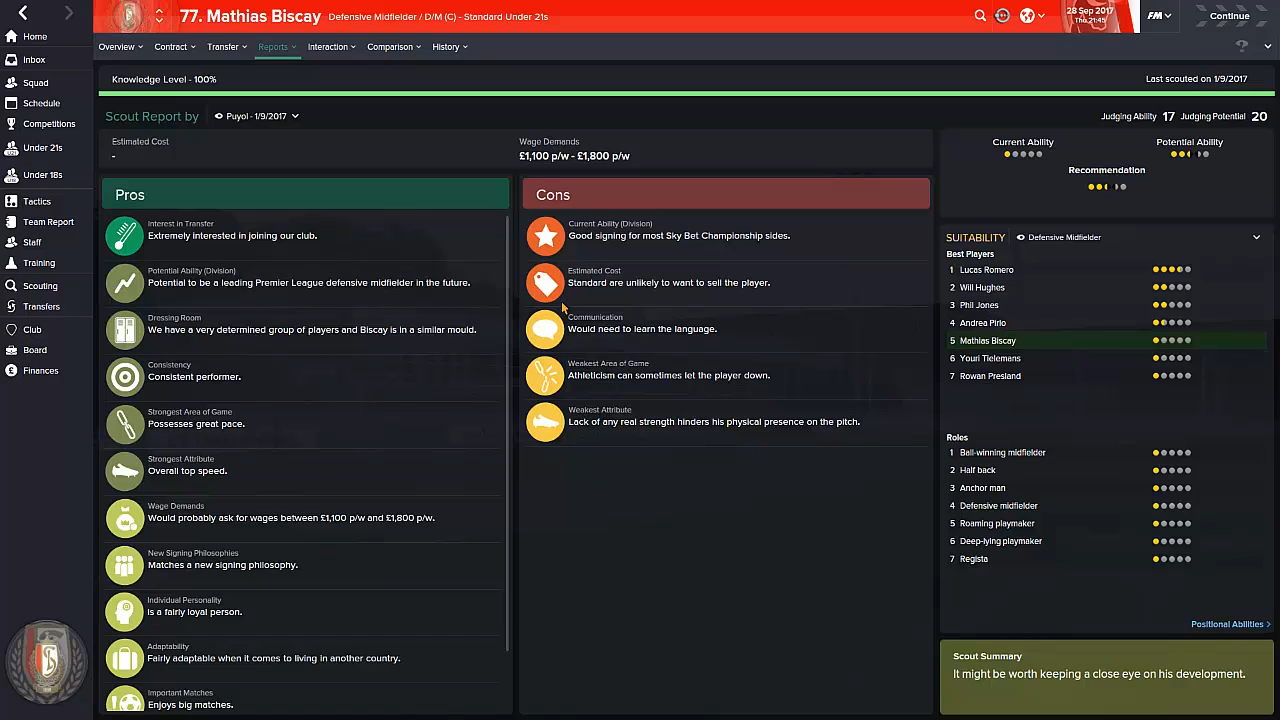 77. Mathias Biscay
Defensive Midfielder / D/M (C) - Standard Under 21s
28 Sep 2017
Thu 21:45
FM
Continue
Home
Inbox
Squad
Schedule
Competitions
Under 21s
Under 18s
Tactics
Team Report
Staff
Training
Scouting
Transfers
Club
Board
Finances
Overview
Contract
Transfer
Reports
Interaction
Comparison
History
Knowledge Level - 100%
Last scouted on 1/9/2017
Scout Report by
Puyol - 1/9/2017
Judging Ability 17 Judging Potential 20
Estimated Cost
-
Wage Demands
£1,100 p/w - £1,800 p/w
Pros
Interest in Transfer
Extremely interested in joining our club.
Potential Ability (Division)
Potential to be a leading Premier League defensive midfielder in the future.
Dressing Room
We have a very determined group of players and Biscay is in a similar mould.
Consistency
Consistent performer.
Strongest Area of Game
Possesses great pace.
Strongest Attribute
Overall top speed.
Wage Demands
Would probably ask for wages between £1,100 p/w and £1,800 p/w.
New Signing Philosophies
Matches a new signing philosophy.
Individual Personality
Is a fairly loyal person.
Adaptability
Fairly adaptable when it comes to living in another country.
Important Matches
Enjoys big matches.
Cons
Current Ability (Division)
Good signing for most Sky Bet Championship sides.
Estimated Cost
Standard are unlikely to want to sell the player.
Communication
Would need to learn the language.
Weakest Area of Game
Athleticism can sometimes let the player down.
Weakest Attribute
Lack of any real strength hinders his physical presence on the pitch.
Current Ability
Potential Ability
Recommendation
SUITABILITY
Defensive Midfielder
Best Players
1 Lucas Romero
2 Will Hughes
3 Phil Jones
4 Andrea Pirlo
5 Mathias Biscay
6 Youri Tielemans
7 Rowan Presland
Roles
1 Ball-winning midfielder
2 Half back
3 Anchor man
4 Defensive midfielder
5 Roaming playmaker
6 Deep-lying playmaker
7 Regista
Positional Abilities >
Scout Summary
It might be worth keeping a close eye on his development.